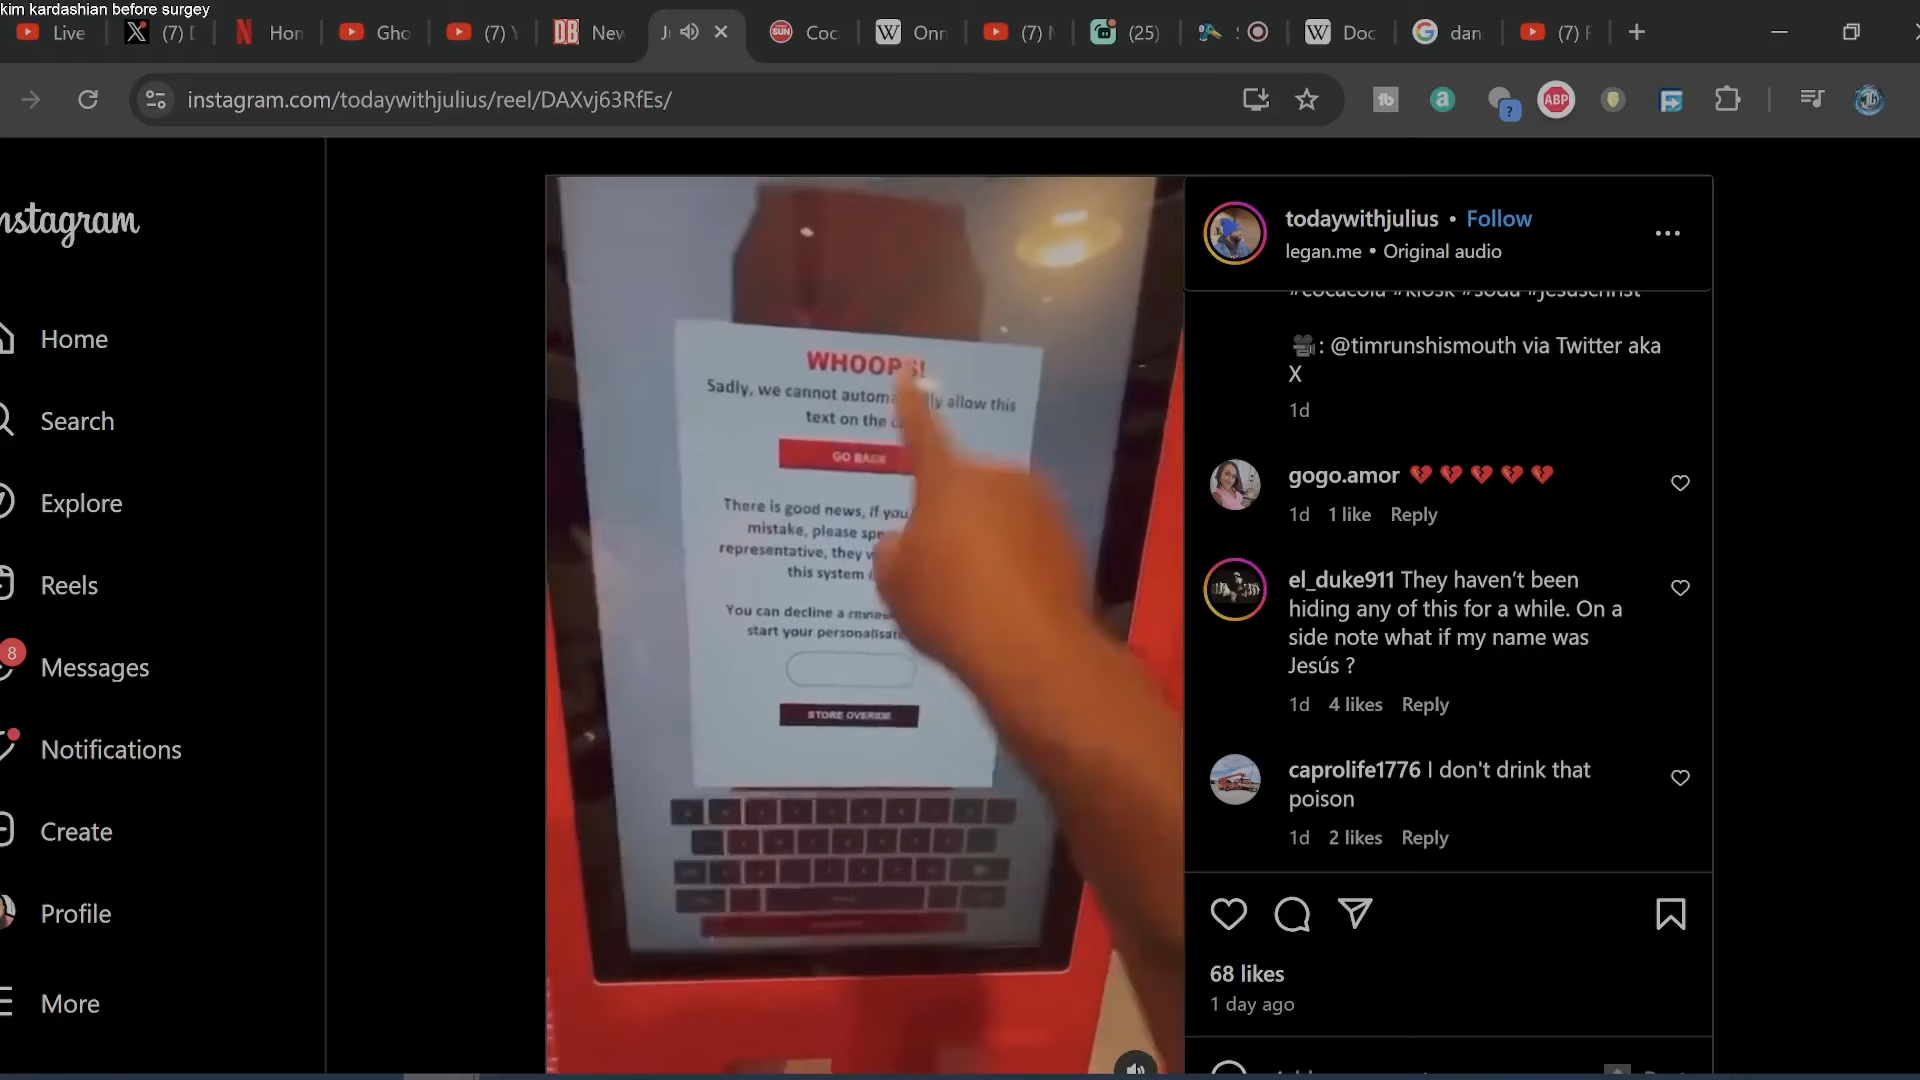 kim kardashian before surgey
Live
(7)
Hon
Gho
(7)
New
Coc
Onr
(7)
(25)
Doc
dan
(7)
instagram.com/todaywithjulius/reel/DAXvj63RfEs/
ABP
nstagram
Home
Search
Explore
Reels
8
Messages
Notifications
Create
Profile
More
WHOOPS!
Sadly, we cannot allow this
text on the
GO BACK
There is good news, if you
mistake, please
representative, they
this system
You can decline a
start your
STORE OVERRIDE
todaywithjulius • Follow
legan.me • Original audio
#cocacola #kiosk #soda #jesuschrist
: @timrunshismouth via Twitter aka
X
1d
gogo.amor
1d 1 like Reply
el_duke911 They haven't been
hiding any of this for a while. On a
side note what if my name was
Jesús ?
1d 4 likes Reply
caprolife1776 I don't drink that
poison
1d 2 likes Reply
68 likes
1 day ago